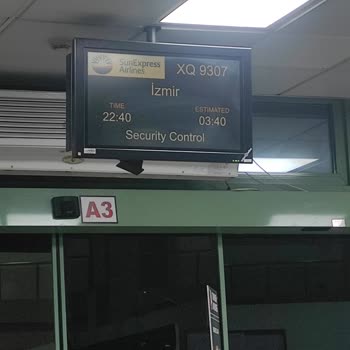 SunExpress
Airlines
XQ 9307
İzmir
TIME
ESTIMATED
22:40
03:40
Security Control
A3